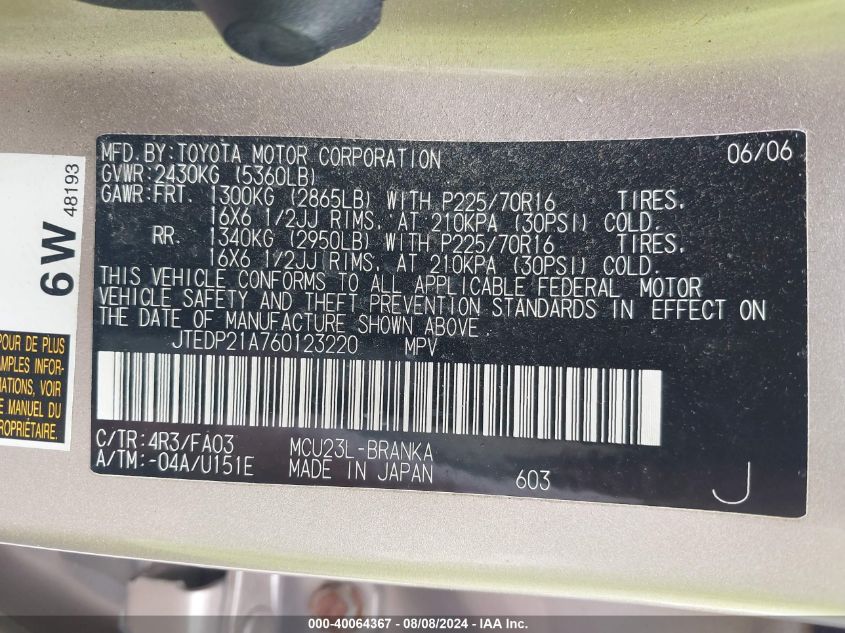 MFD.BY:TOYOTA MOTOR CORPORATION 06/06
GVWR:2430KG (5360LB)
GAWR:FRT. 1300KG (2865LB) WITH P225/70R16 TIRES.
16X6 1/2JJ RIMS. AT 210KPA (30PSI) COLD.
RR. 1340KG (2950LB) WITH P225/70R16 TIRES.
16X6 1/2JJ RIMS. AT 210KPA (30PSI) COLD.
THIS VEHICLE CONFORMS TO ALL APPLICABLE FEDERAL MOTOR
VEHICLE SAFETY AND THEFT PREVENTION STANDARDS IN EFFECT ON
THE DATE OF MANUFACTURE SHOWN ABOVE.
JTEDP21A760123220 MPV
C/TR:4R3/FA03 MCU23L-BRANKA
A/TM:-04A/U151E MADE IN JAPAN 603 J
6W 48193
POUR DE PLUS
AMPLES INFOR-
MATIONS, VOIR
LE MANUEL DU
PROPRIÉTAIRE.
000-40064367 - 08/08/2024 - IAA Inc.